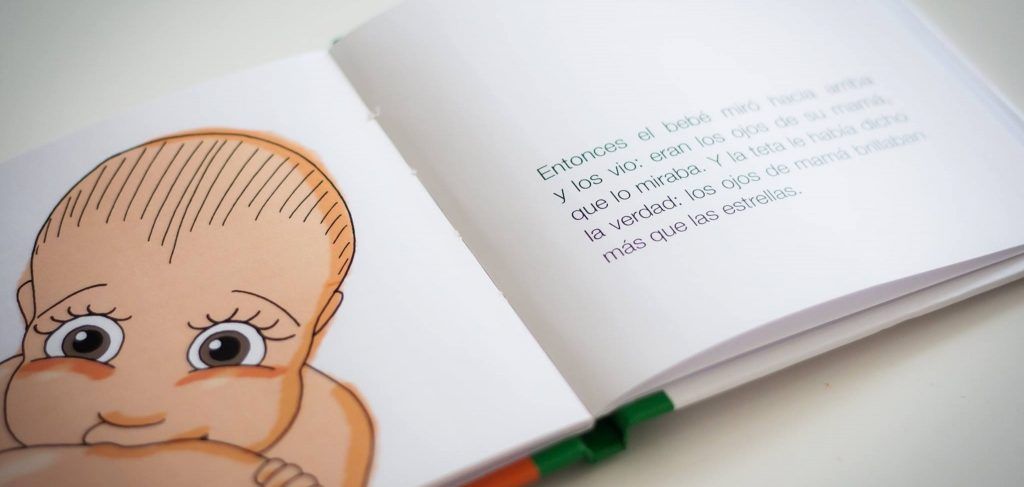 Entonces el bebé miró hacia arriba
y los vio: eran los ojos de su mamá,
que lo miraba. Y la teta le había dicho
la verdad: los ojos de mamá brillaban
más que las estrellas.